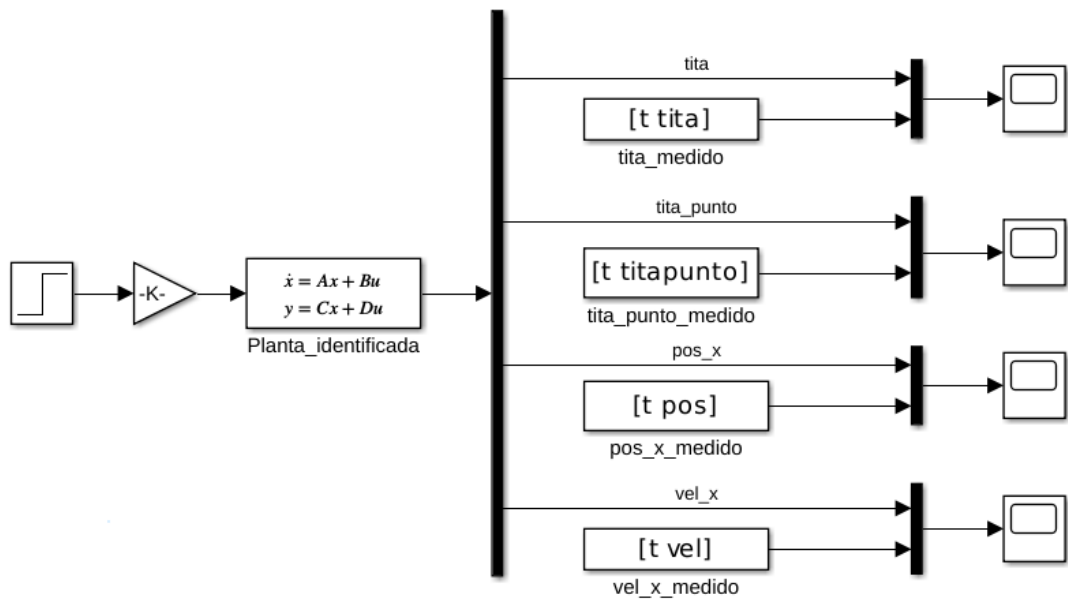 tita
[t tita]
tita_medido
tita_punto
[t titapunto]
tita_punto_medido
-K-
ẋ = Ax + Bu
y = Cx + Du
Planta_identificada
pos_x
[t pos]
pos_x_medido
vel_x
[t vel]
vel_x_medido